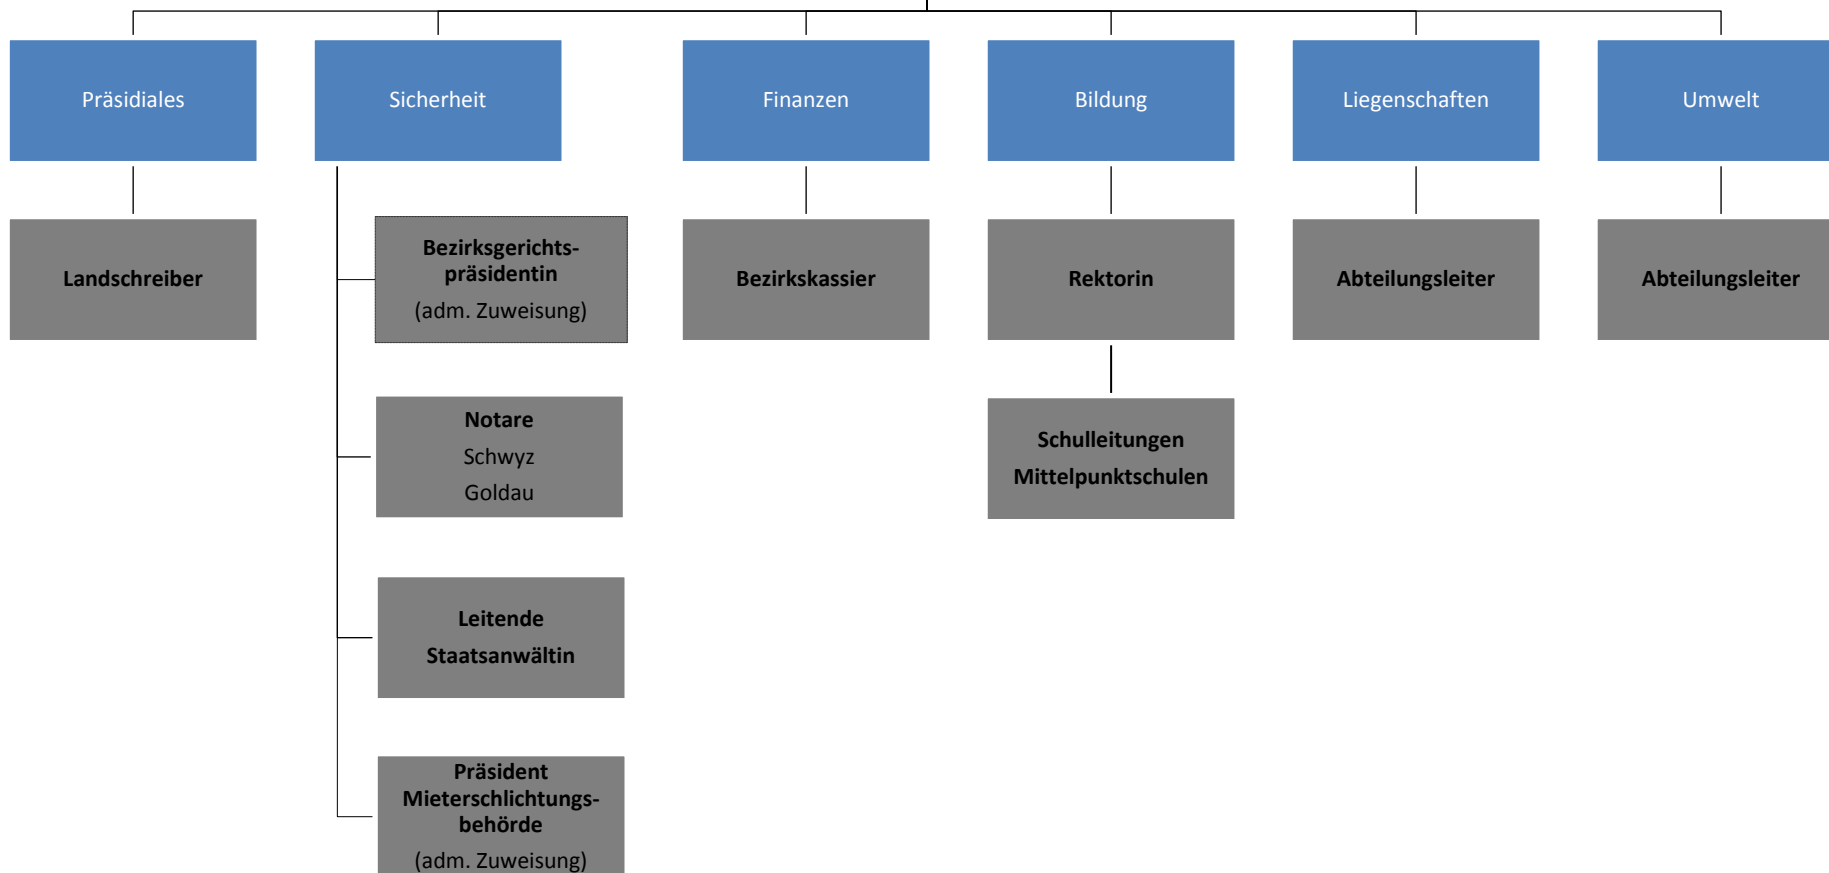 Präsidiales
Sicherheit
Finanzen
Bildung
Liegenschaften
Umwelt
Landschreiber
Bezirksgerichts-
präsidentin
(adm. Zuweisung)
Bezirkskassier
Rektorin
Abteilungsleiter
Abteilungsleiter
Notare
Schwyz
Goldau
Schulleitungen
Mittelpunktschulen
Leitende
Staatsanwältin
Präsident
Mieterschlichtungs-
behörde
(adm. Zuweisung)